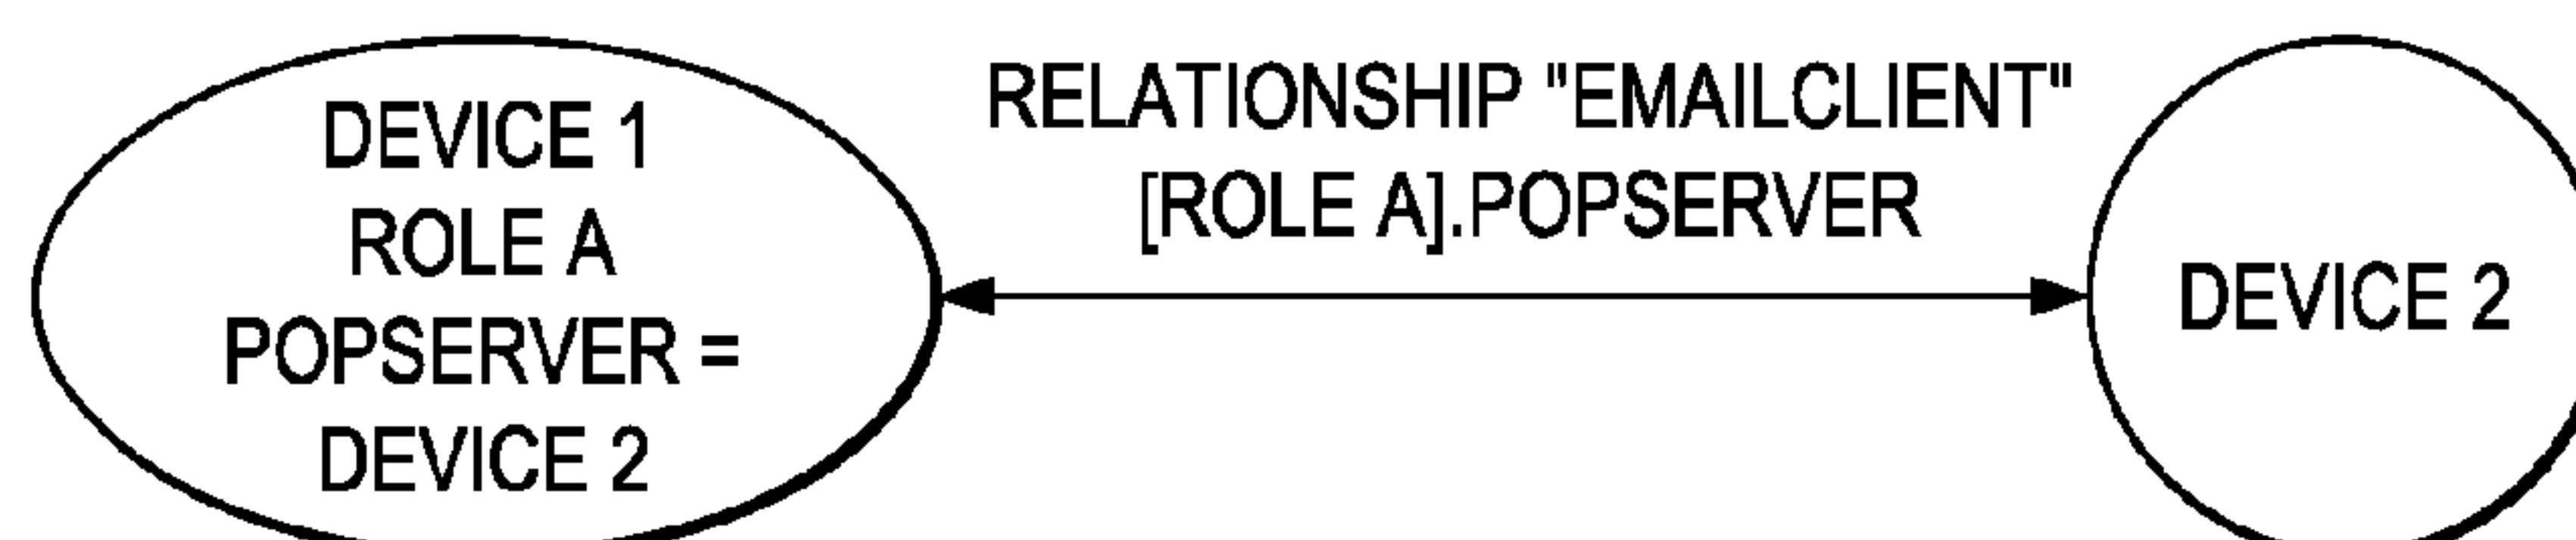 DEVICE 1
ROLE A
POPSERVER =
DEVICE 2
RELATIONSHIP "EMAILCLIENT"
[ROLE A].POPSERVER
DEVICE 2